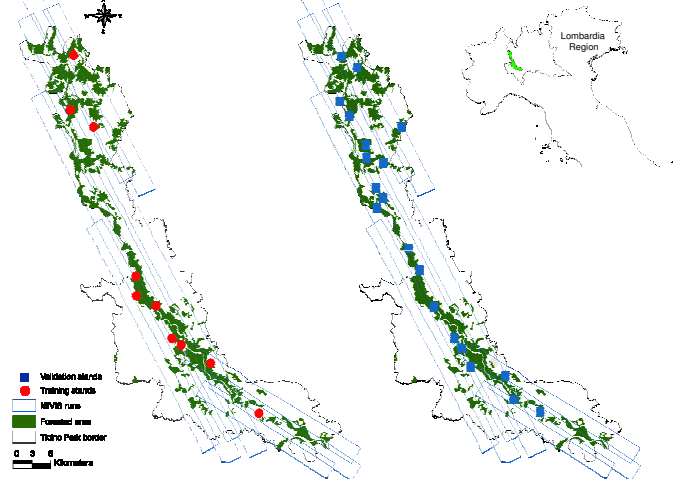 Lombardia
Region
Validation stands
Training stands
MIVIS runs
Forested area
Ticino Park border
0 3 6
Kilometers